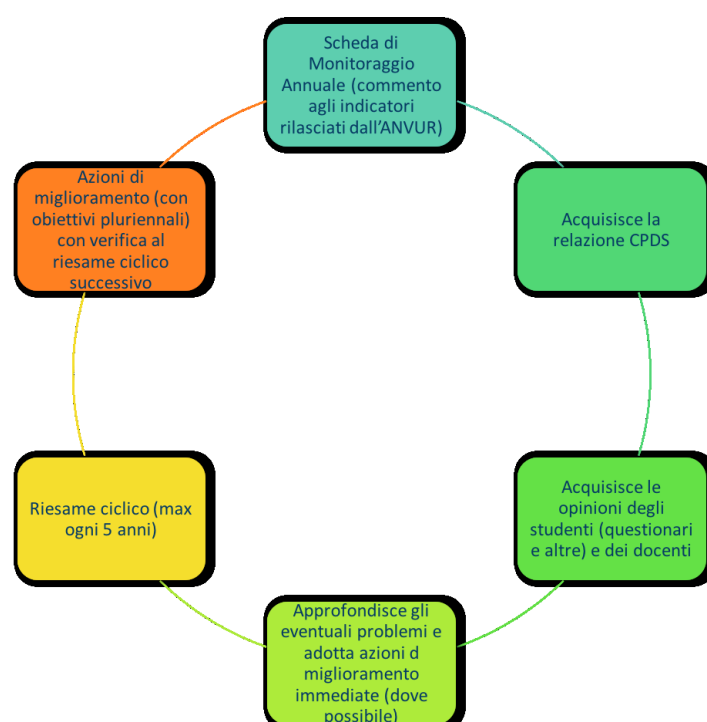 Scheda di
Monitoraggio
Annuale (commento
agli indicatori
rilasciati dall'ANVUR)
Acquisisce la
relazione CPDS
Acquisisce le
opinioni degli
studenti (questionari
e altre) e dei docenti
Approfondisce gli
eventuali problemi e
adotta azioni d
miglioramento
immediate (dove
possibile)
Riesame ciclico (max
ogni 5 anni)
Azioni di
miglioramento (con
obiettivi pluriennali)
con verifica al
riesame ciclico
successivo